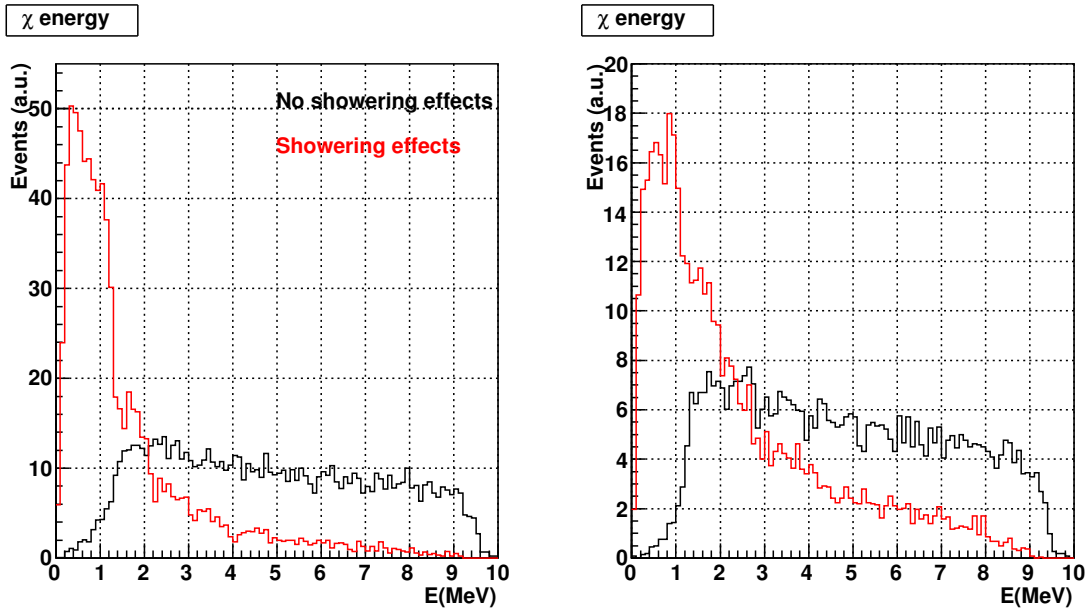 χ energy
Events (a.u.)
50
40
30
20
10
0
No showering effects
Showering effects
0 1 2 3 4 5 6 7 8 9 10
E(MeV)
χ energy
Events (a.u.)
20
18
16
14
12
10
8
6
4
2
0
0 1 2 3 4 5 6 7 8 9 10
E(MeV)